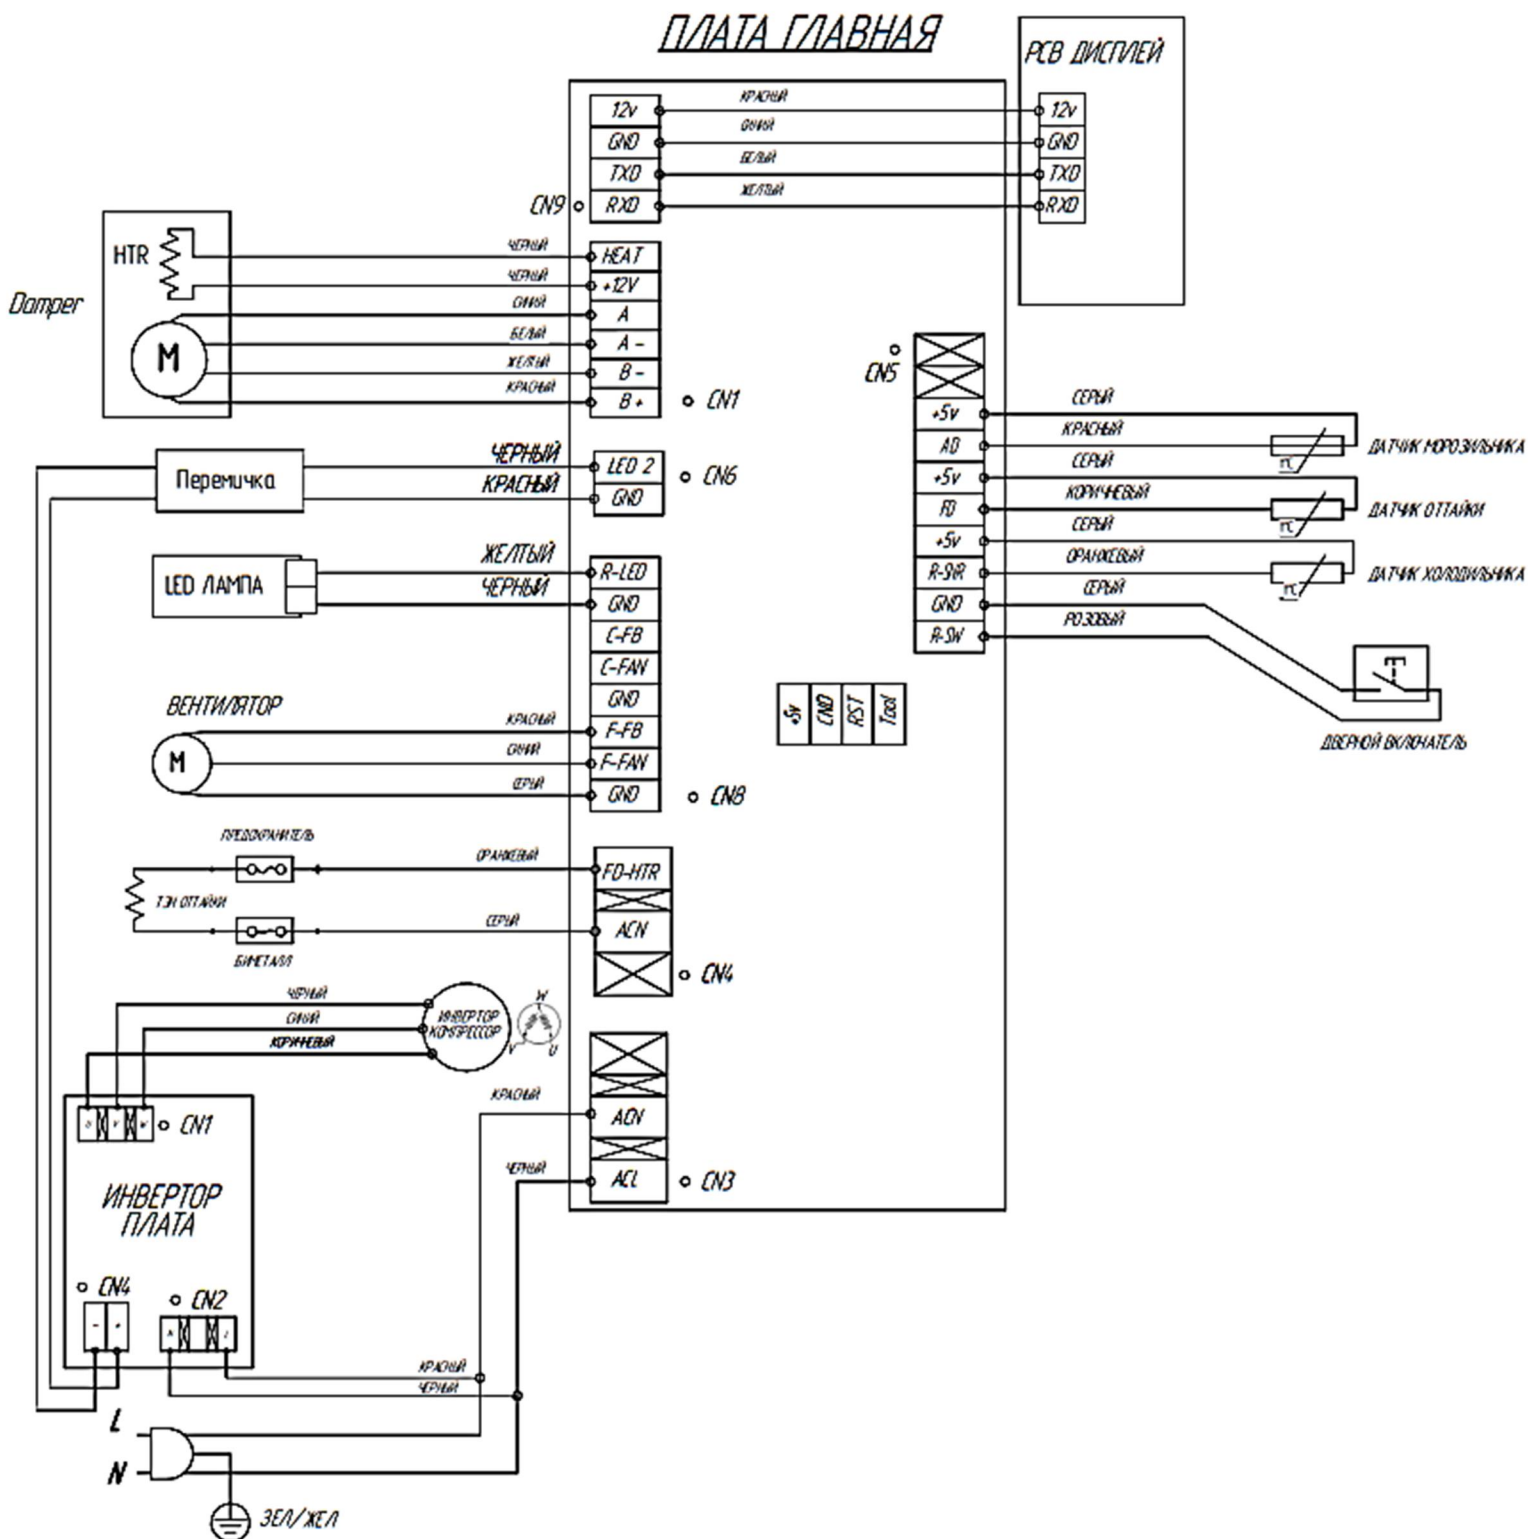 ПЛАТА ГЛАВНАЯ
PCB ДИСПЛЕЙ
12v
КРАСНЫЙ
12v
GND
СИНИЙ
GND
TXD
БЕЛЫЙ
TXD
CN9
RXD
ЖЕЛТЫЙ
RXD
Damper
HTR
M
ЧЕРНЫЙ
HEAT
ЧЕРНЫЙ
+12V
СИНИЙ
A
БЕЛЫЙ
A -
ЖЕЛТЫЙ
B -
КРАСНЫЙ
B +
CN1
CN5
+5v
СЕРЫЙ
AD
КРАСНЫЙ
ДАТЧИК МОРОЗИЛЬНИКА
+5v
СЕРЫЙ
FD
КОРИЧНЕВЫЙ
ДАТЧИК ОТТАЙКИ
+5v
СЕРЫЙ
R-SNR
ОРАНЖЕВЫЙ
ДАТЧИК ХОЛОДИЛЬНИКА
GND
СЕРЫЙ
R-SW
РОЗОВЫЙ
ДВЕРНОЙ ВКЛЮЧАТЕЛЬ
Перемичка
ЧЕРНЫЙ
LED 2
КРАСНЫЙ
GND
CN6
LED ЛАМПА
ЖЕЛТЫЙ
R-LED
ЧЕРНЫЙ
GND
C-FB
C-FAN
GND
ВЕНТИЛЯТОР
M
КРАСНЫЙ
F-FB
СИНИЙ
F-FAN
СЕРЫЙ
GND
CN8
+5v
GND
RST
Tool
ПРЕДОХРАНИТЕЛЬ
ОРАНЖЕВЫЙ
FD-HTR
ТЭН ОТТАЙКИ
СЕРЫЙ
ACN
БИМЕТАЛЛ
CN4
ЧЕРНЫЙ
СИНИЙ
КОРИЧНЕВЫЙ
ИНВЕРТОР
КОМПРЕССОР
W
V
U
КРАСНЫЙ
ACN
ЧЕРНЫЙ
ACL
CN3
U
V
W
CN1
ИНВЕРТОР
ПЛАТА
CN4
CN2
-
+
КРАСНЫЙ
ЧЕРНЫЙ
L
N
ЗЕЛ/ЖЕЛ